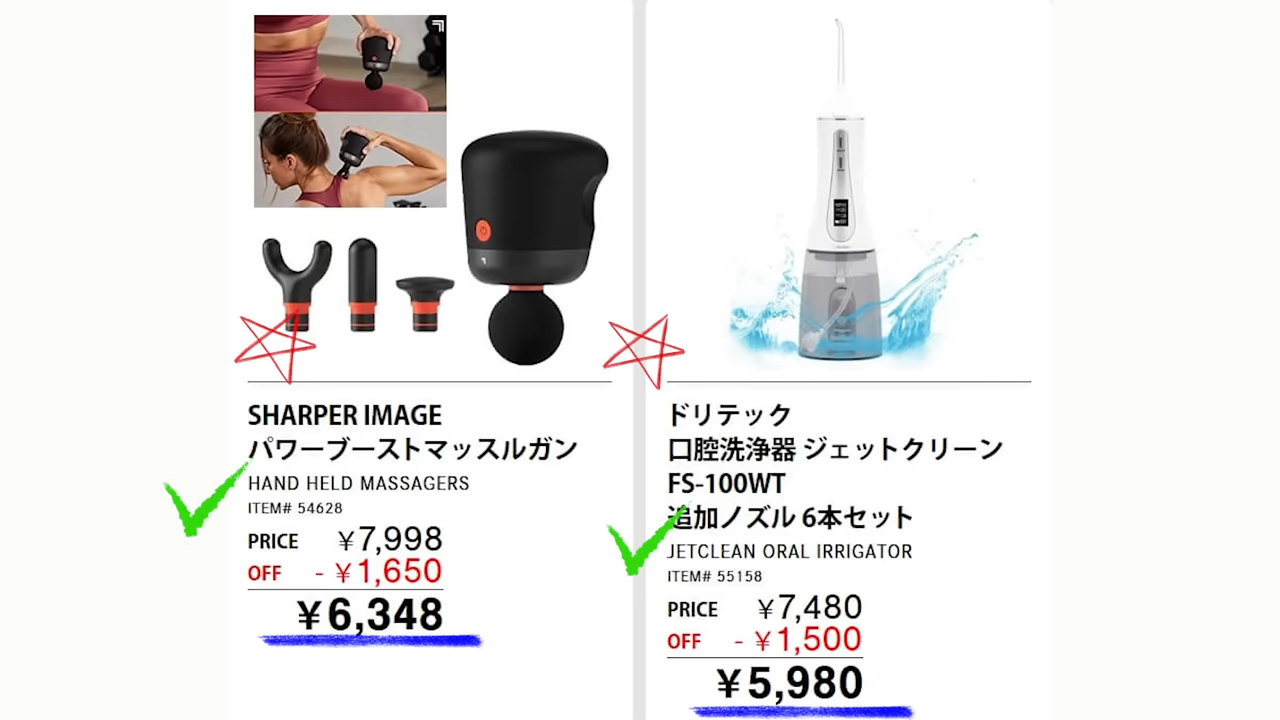 SHARPER IMAGE
パワーブーストマッスルガン
HAND HELD MASSAGERS
ITEM# 54628
PRICE ¥7,998
OFF - ¥1,650
¥6,348
ドリテック
口腔洗浄器 ジェットクリーン
FS-100WT
追加ノズル 6本セット
JETCLEAN ORAL IRRIGATOR
ITEM# 55158
PRICE ¥7,480
OFF - ¥1,500
¥5,980